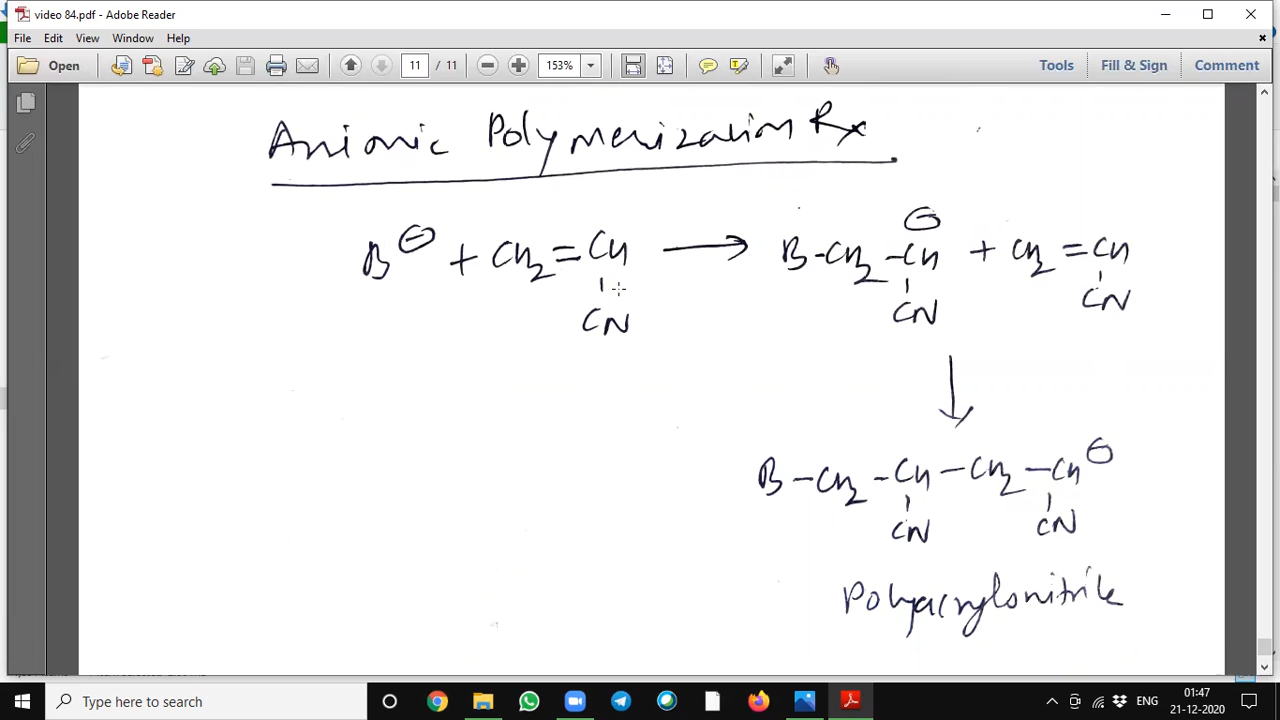 video 84.pdf - Adobe Reader
File Edit View Window Help
Open 11 / 11 153% Tools Fill & Sign Comment
Anionic Polymerization Rx
B⊖ + CH2 = CH → B-CH2-CH⊖ + CH2 = CH
CN CN CN
B-CH2-CH-CH2-CH⊖
CN CN
Polyacrylonitrile
Type here to search
ENG
01:47
21-12-2020